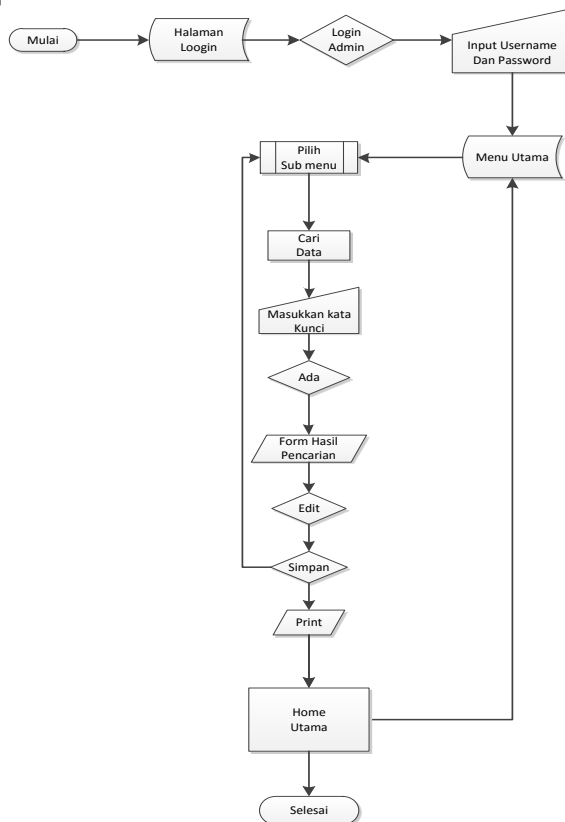 Mulai
Halaman
Loogin
Login
Admin
Input Username
Dan Password
Pilih
Sub menu
Menu Utama
Cari
Data
Masukkan kata
Kunci
Ada
Form Hasil
Pencarian
Edit
Simpan
Print
Home
Utama
Selesai